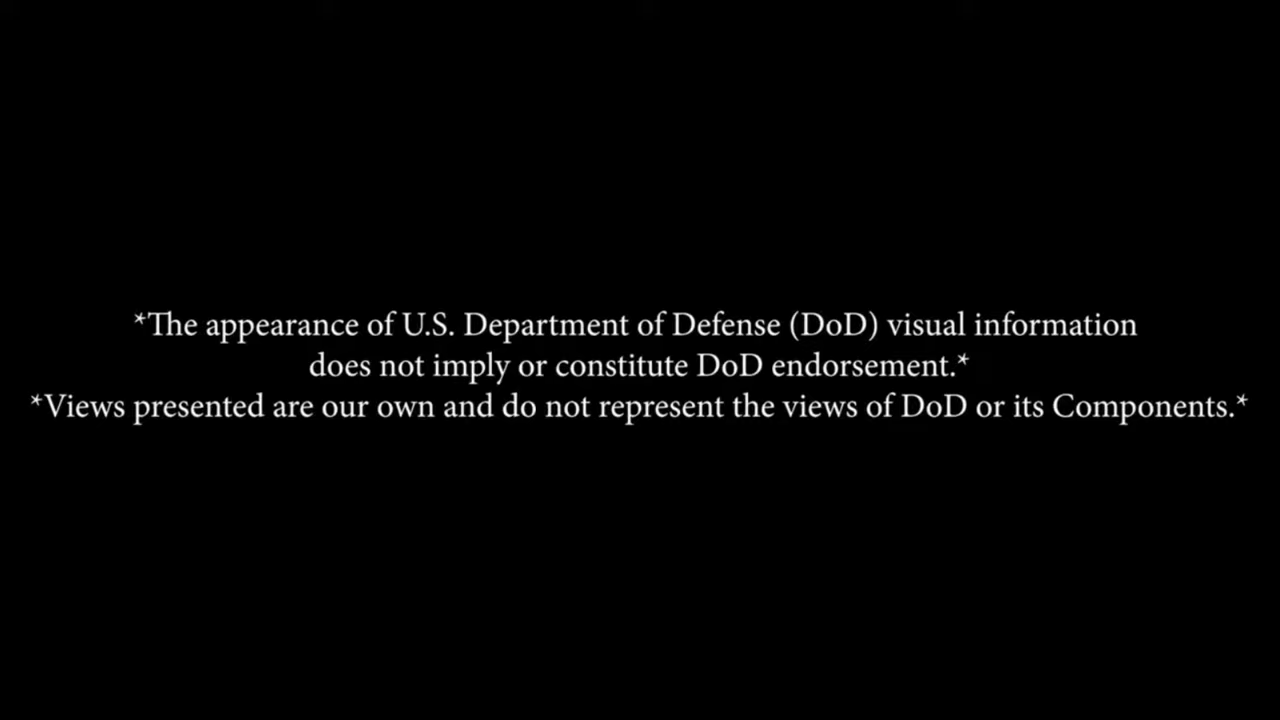 *The appearance of U.S. Department of Defense (DoD) visual information
does not imply or constitute DoD endorsement.*
*Views presented are our own and do not represent the views of DoD or its Components.*